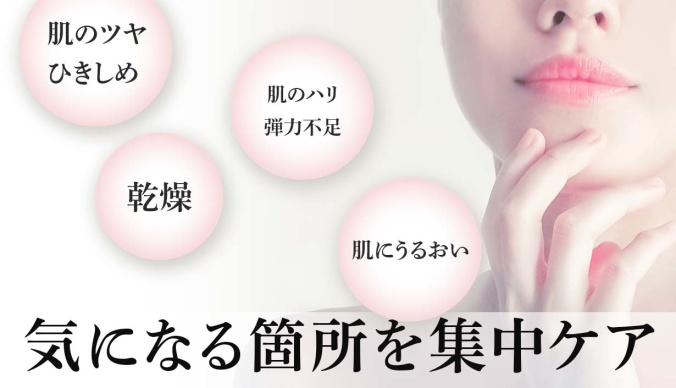 肌のツヤ
ひきしめ
肌のハリ
弾力不足
乾燥
肌にうるおい
気になる箇所を集中ケア